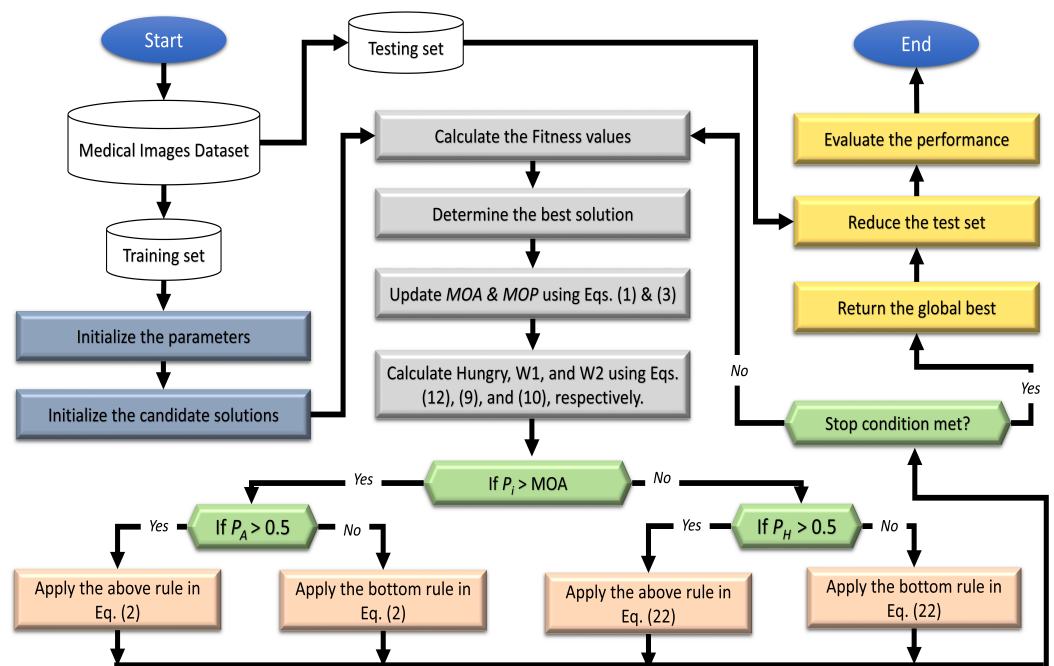 Start
Testing set
End
Medical Images Dataset
Calculate the Fitness values
Evaluate the performance
Determine the best solution
Reduce the test set
Training set
Update MOA & MOP using Eqs. (1) & (3)
Return the global best
Initialize the parameters
Calculate Hungry, W1, and W2 using Eqs.
(12), (9), and (10), respectively.
No
Yes
Initialize the candidate solutions
Stop condition met?
Yes
If Pi > MOA
No
Yes
If PA > 0.5
No
Yes
If PH > 0.5
No
Apply the above rule in
Eq. (2)
Apply the bottom rule in
Eq. (2)
Apply the above rule in
Eq. (22)
Apply the bottom rule in
Eq. (22)